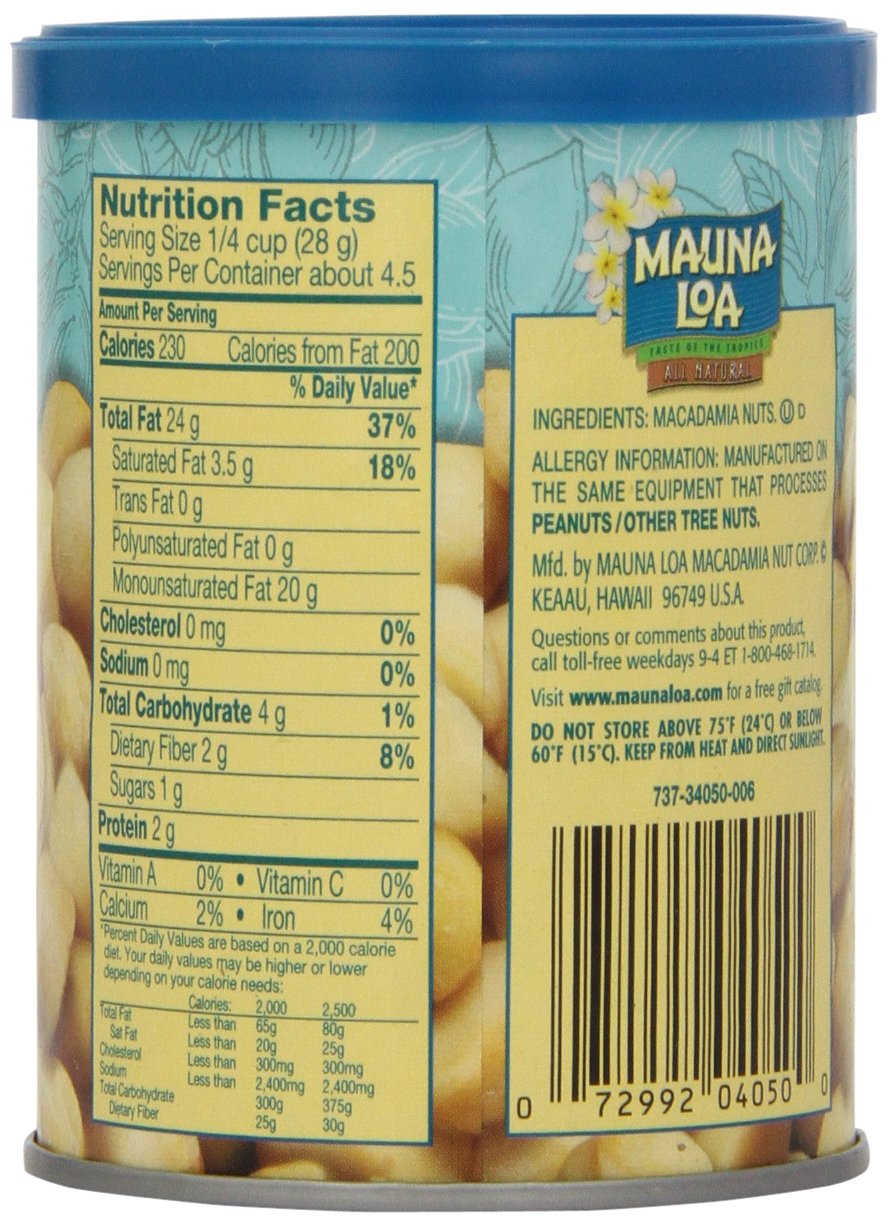 Nutrition Facts
Serving Size 1/4 cup (28 g)
Servings Per Container about 4.5
Amount Per Serving
Calories 230 Calories from Fat 200
% Daily Value*
Total Fat 24 g 37%
Saturated Fat 3.5 g 18%
Trans Fat 0 g
Polyunsaturated Fat 0 g
Monounsaturated Fat 20 g
Cholesterol 0 mg 0%
Sodium 0 mg 0%
Total Carbohydrate 4 g 1%
Dietary Fiber 2 g 8%
Sugars 1 g
Protein 2 g
Vitamin A 0% • Vitamin C 0%
Calcium 2% • Iron 4%
*Percent Daily Values are based on a 2,000 calorie
diet. Your daily values may be higher or lower
depending on your calorie needs:
Calories: 2,000 2,500
Total Fat Less than 65g 80g
Sat Fat Less than 20g 25g
Cholesterol Less than 300mg 300mg
Sodium Less than 2,400mg 2,400mg
Total Carbohydrate 300g 375g
Dietary Fiber 25g 30g
MAUNA
LOA
TASTE OF THE TROPICS
ALL NATURAL
INGREDIENTS: MACADAMIA NUTS. Ⓤ D
ALLERGY INFORMATION: MANUFACTURED ON
THE SAME EQUIPMENT THAT PROCESSES
PEANUTS/OTHER TREE NUTS.
Mfd. by MAUNA LOA MACADAMIA NUT CORP. ©
KEAAU, HAWAII 96749 U.S.A.
Questions or comments about this product,
call toll-free weekdays 9-4 ET 1-800-468-1714.
Visit www.maunaloa.com for a free gift catalog.
DO NOT STORE ABOVE 75°F (24°C) OR BELOW
60°F (15°C). KEEP FROM HEAT AND DIRECT SUNLIGHT.
737-34050-006
0 72992 04050 0